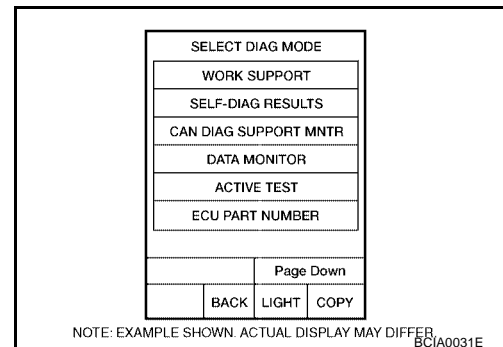 SELECT DIAG MODE
WORK SUPPORT
SELF-DIAG RESULTS
CAN DIAG SUPPORT MNTR
DATA MONITOR
ACTIVE TEST
ECU PART NUMBER
Page Down
BACK LIGHT COPY
NOTE: EXAMPLE SHOWN. ACTUAL DISPLAY MAY DIFFER.
BCIA0031E